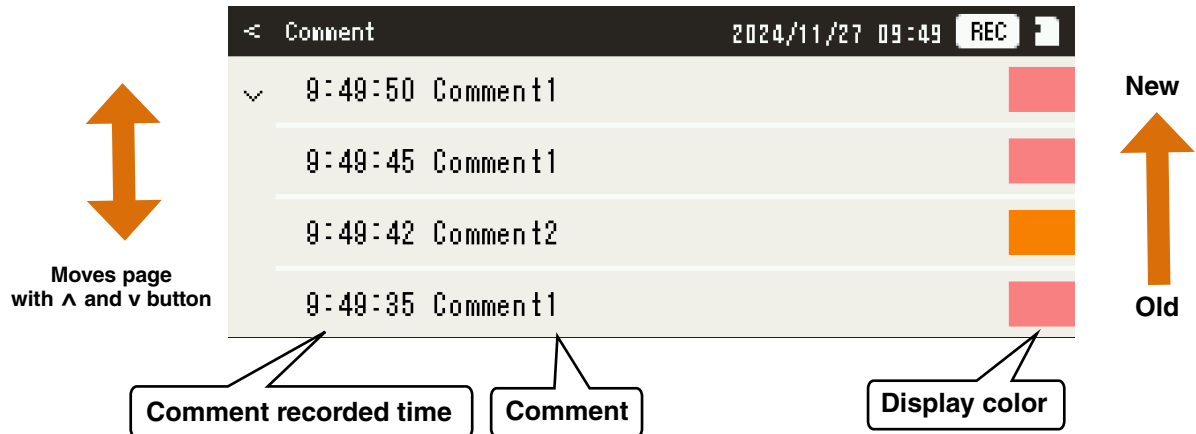 < Comment 2024/11/27 09:49 REC
9:49:50 Comment1
9:49:45 Comment1
9:49:42 Comment2
9:49:35 Comment1
Moves page
with ∧ and v button
New
Old
Comment recorded time
Comment
Display color